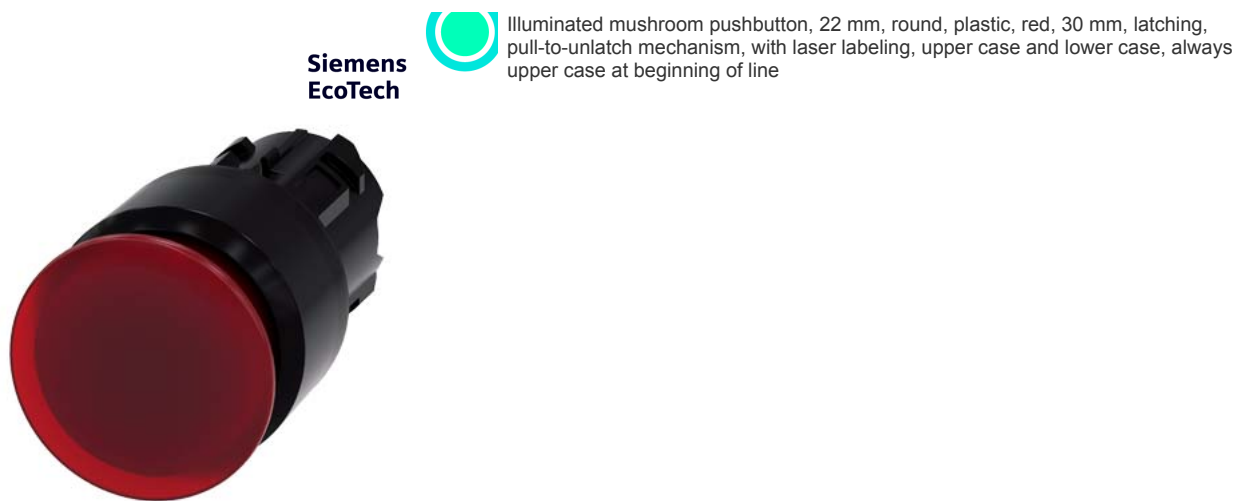 Illuminated mushroom pushbutton, 22 mm, round, plastic, red, 30 mm, latching,
pull-to-unlatch mechanism, with laser labeling, upper case and lower case, always
upper case at beginning of line
Siemens
EcoTech